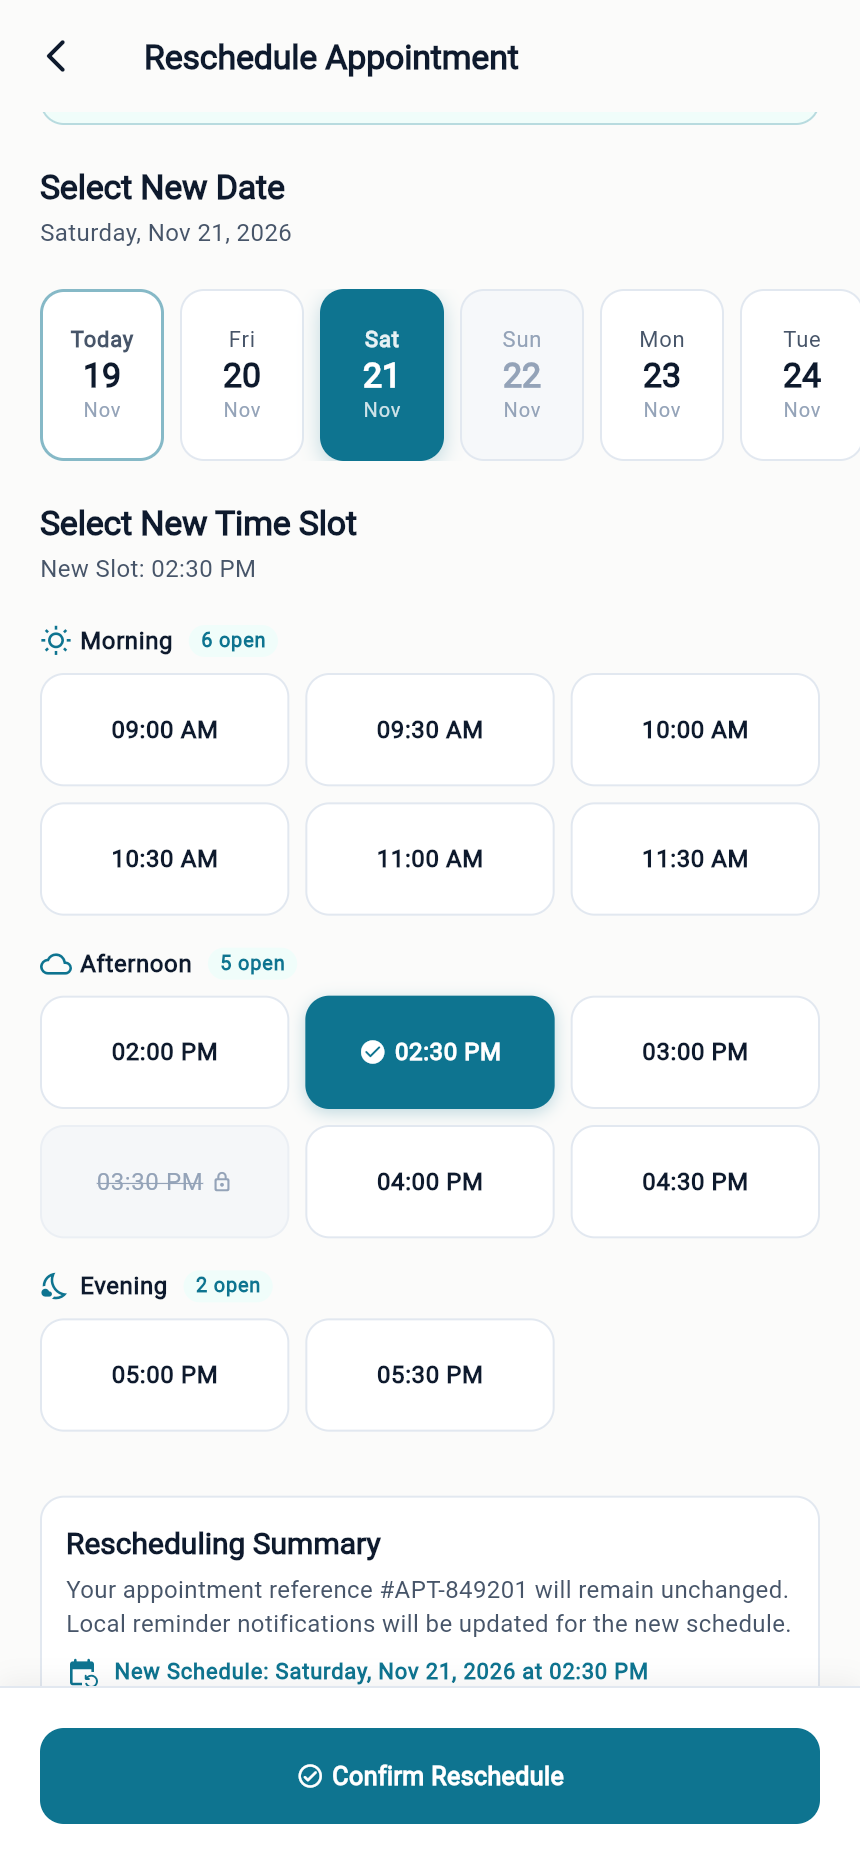 Reschedule Appointment
Select New Date
Saturday, Nov 21, 2026
Today
19
Nov
Fri
20
Nov
Sat
21
Nov
Sun
22
Nov
Mon
23
Nov
Tue
24
Nov
Select New Time Slot
New Slot: 02:30 PM
Morning 6 open
09:00 AM
09:30 AM
10:00 AM
10:30 AM
11:00 AM
11:30 AM
Afternoon 5 open
02:00 PM
02:30 PM
03:00 PM
03:30 PM
04:00 PM
04:30 PM
Evening 2 open
05:00 PM
05:30 PM
Rescheduling Summary
Your appointment reference #APT-849201 will remain unchanged.
Local reminder notifications will be updated for the new schedule.
New Schedule: Saturday, Nov 21, 2026 at 02:30 PM
Confirm Reschedule